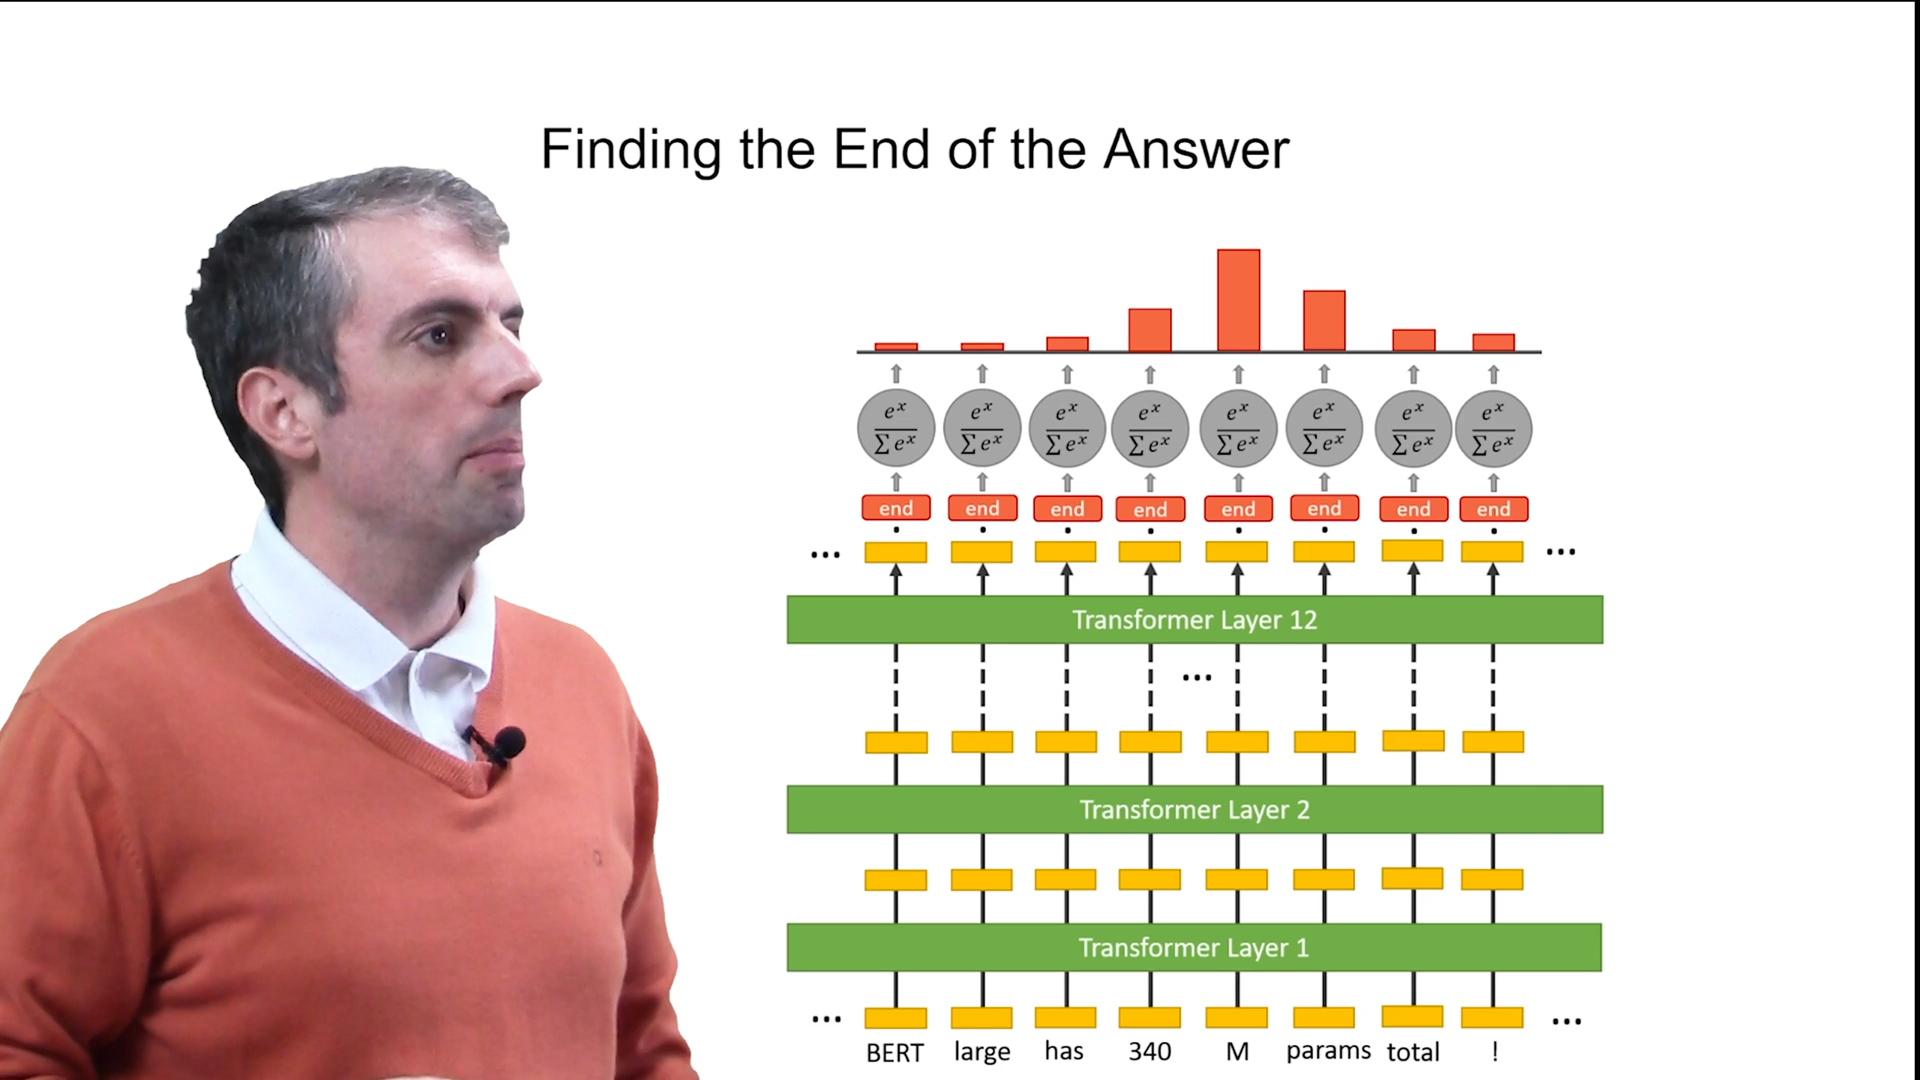 Finding the End of the Answer
e^x e^x e^x e^x e^x e^x e^x e^x
∑ e^x ∑ e^x ∑ e^x ∑ e^x ∑ e^x ∑ e^x ∑ e^x ∑ e^x
end end end end end end end end
... ...
Transformer Layer 12
...
Transformer Layer 2
Transformer Layer 1
... ...
BERT large has 340 M params total !